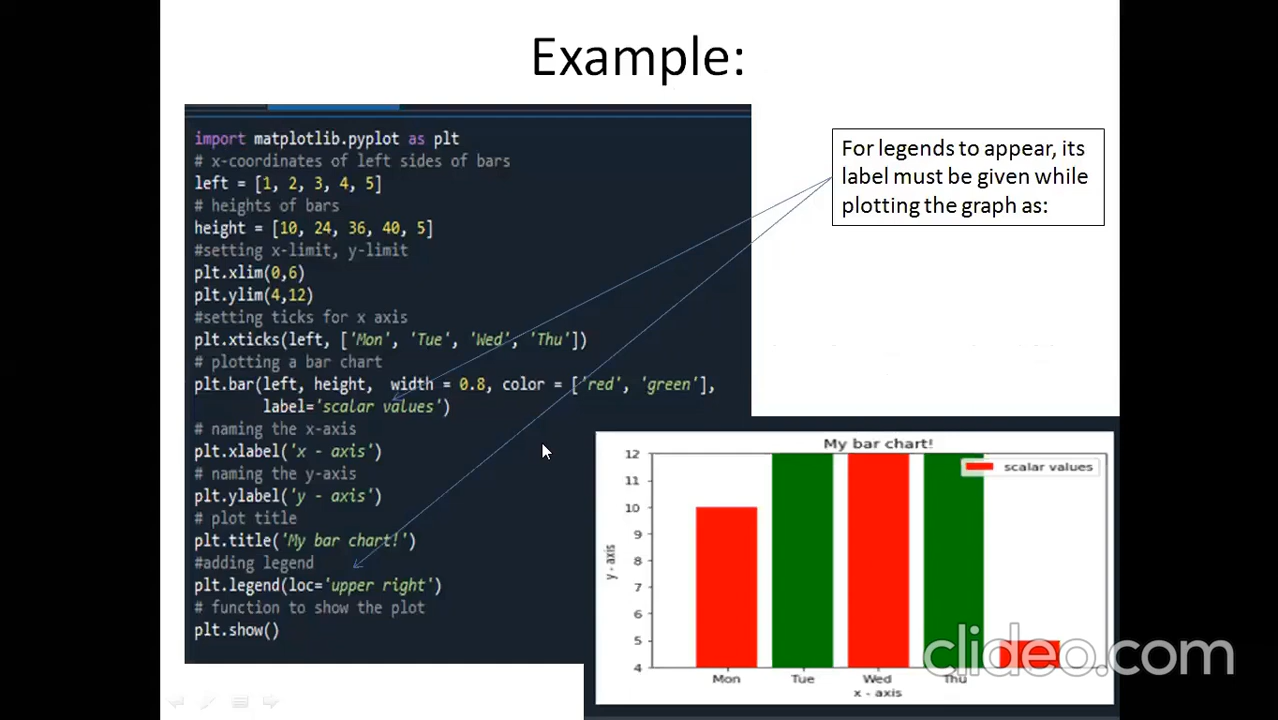 Example:
import matplotlib.pyplot as plt
# x-coordinates of left sides of bars
left = [1, 2, 3, 4, 5]
# heights of bars
height = [10, 24, 36, 40, 5]
#setting x-limit, y-limit
plt.xlim(0,6)
plt.ylim(4,12)
#setting ticks for x axis
plt.xticks(left, ['Mon', 'Tue', 'Wed', 'Thu'])
# plotting a bar chart
plt.bar(left, height,  width = 0.8, color = ['red', 'green'],
        label='scalar values')
# naming the x-axis
plt.xlabel('x - axis')
# naming the y-axis
plt.ylabel('y - axis')
# plot title
plt.title('My bar chart!')
#adding legend
plt.legend(loc='upper right')
# function to show the plot
plt.show()
For legends to appear, its
label must be given while
plotting the graph as:
My bar chart!
scalar values
12
11
10
9
8
7
6
5
4
y - axis
Mon Tue Wed Thu
x - axis
clideo.com